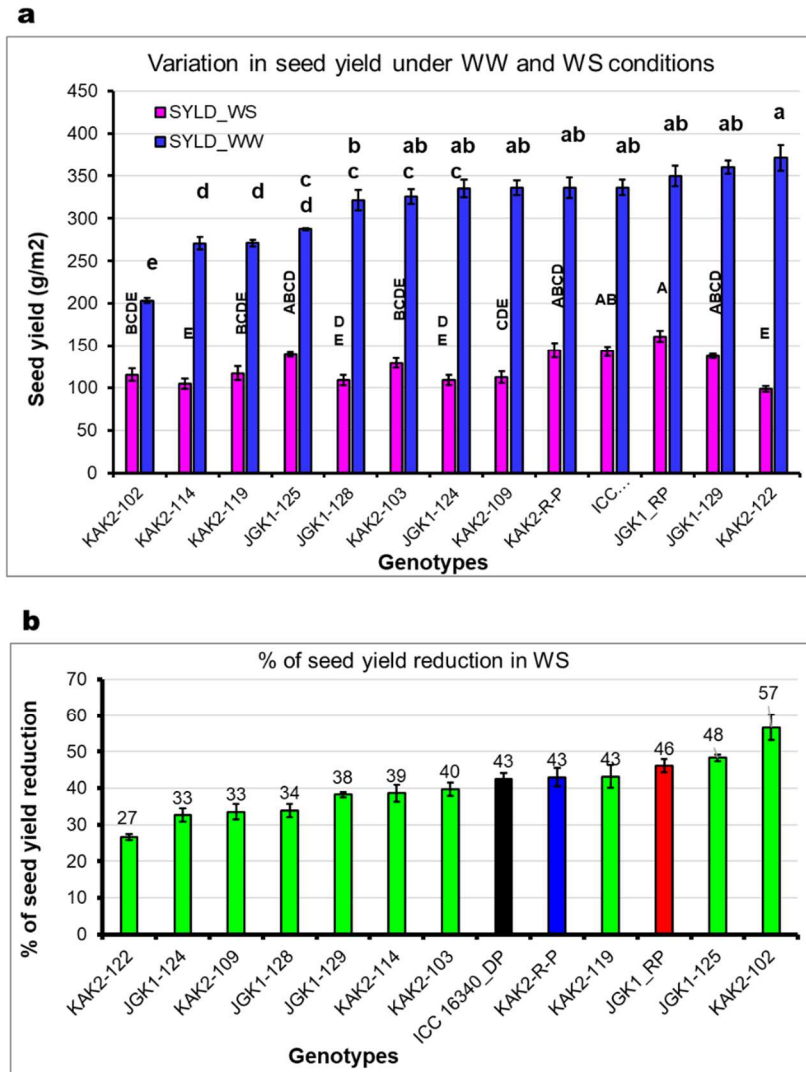 a
Variation in seed yield under WW and WS conditions
450
400
350
300
250
200
150
100
50
0
Seed yield (g/m2)
SYLD_WS
SYLD_WW
BCDE
e
E
d
BCDE
d
ABCD
c
d
D
E
b
c
BCDE
ab
c
D
E
ab
c
CDE
ab
ABCD
ab
AB
ab
A
ab
ABCD
ab
E
a
KAK2-102
KAK2-114
KAK2-119
JGK1-125
JGK1-128
KAK2-103
JGK1-124
KAK2-109
KAK2-R-P
ICC...
JGK1_RP
JGK1-129
KAK2-122
Genotypes
b
% of seed yield reduction in WS
70
60
50
40
30
20
10
0
% of seed yield reduction
27
33
33
34
38
39
40
43
43
43
46
48
57
KAK2-122
JGK1-124
KAK2-109
JGK1-128
JGK1-129
KAK2-114
KAK2-103
ICC 16340_DP
KAK2-R-P
KAK2-119
JGK1_RP
JGK1-125
KAK2-102
Genotypes